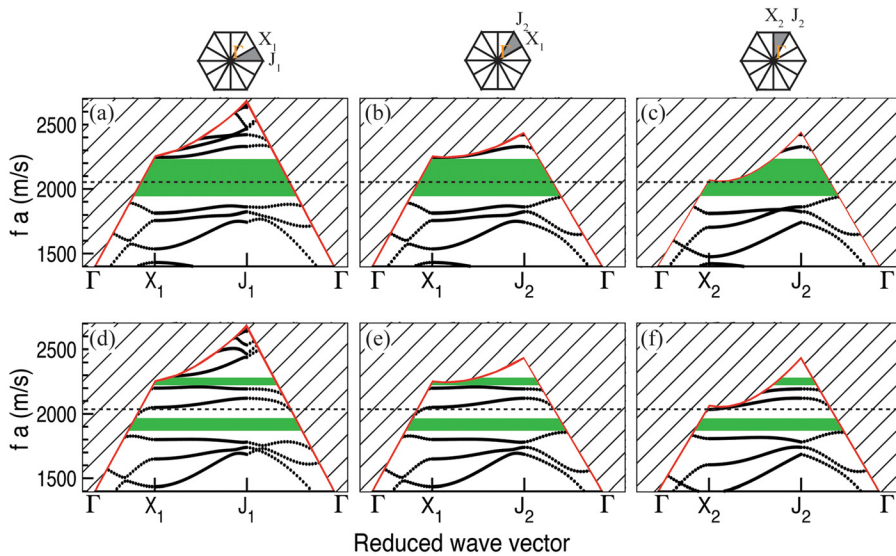 X1
Γ
J1
J2
X1
Γ
X2 J2
Γ
(a) (b) (c)
f a (m/s)
2500
2000
1500
Γ X1 J1 Γ Γ X1 J2 Γ Γ X2 J2 Γ
(d) (e) (f)
f a (m/s)
2500
2000
1500
Γ X1 J1 Γ Γ X1 J2 Γ Γ X2 J2 Γ
Reduced wave vector